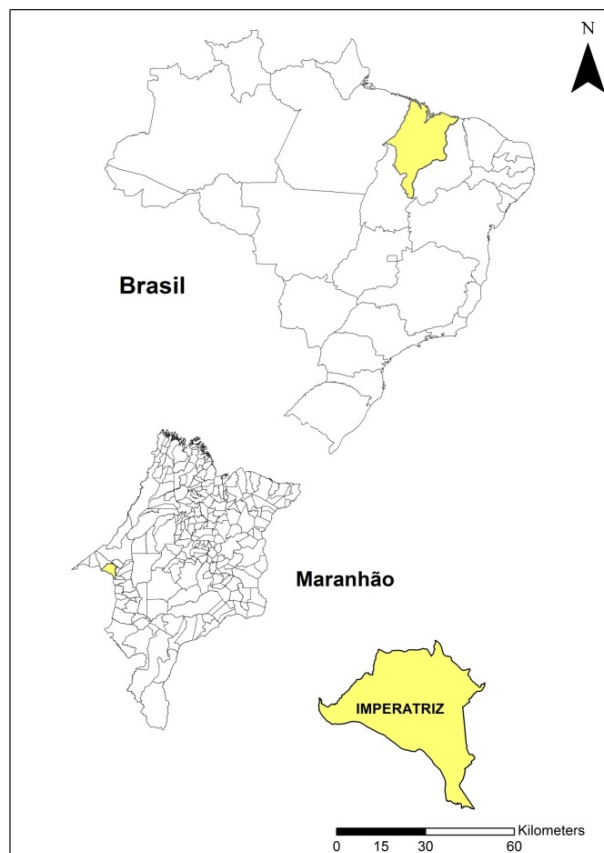 N
Brasil
Maranhão
IMPERATRIZ
Kilometers
0 15 30 60